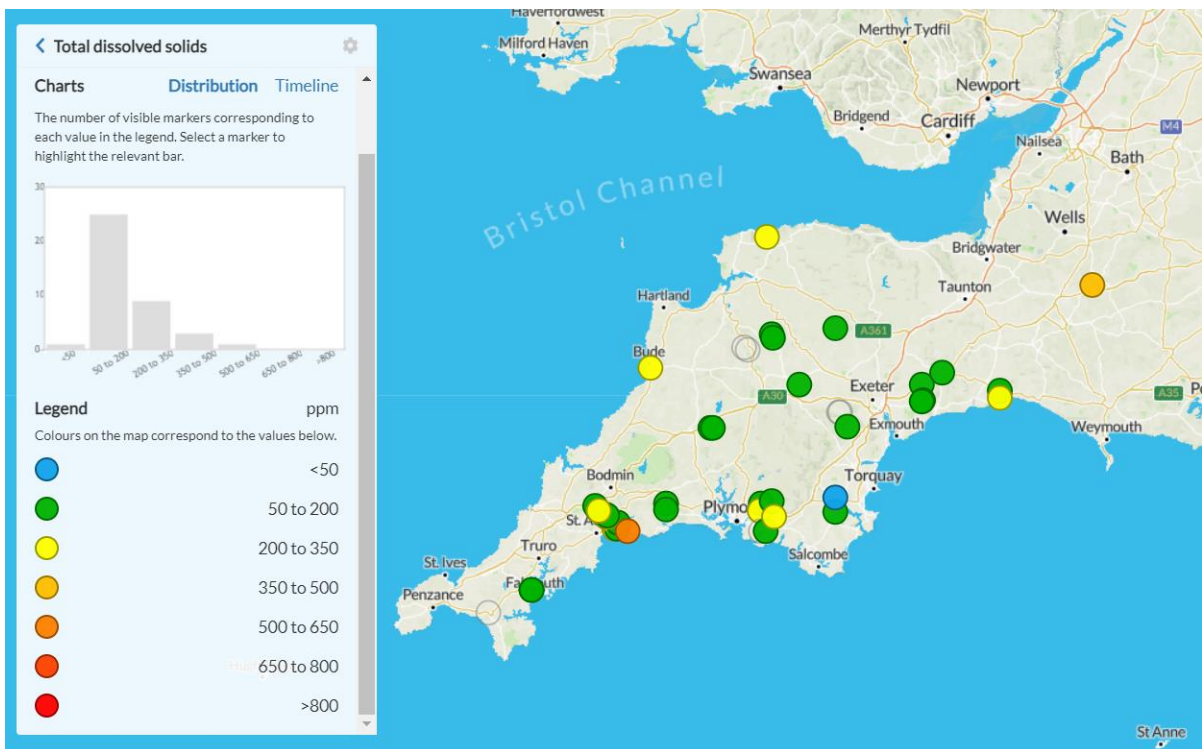 Total dissolved solids
Charts
Distribution
Timeline
The number of visible markers corresponding to
each value in the legend. Select a marker to
highlight the relevant bar.
30
20
10
0
<50
50 to 200
200 to 350
350 to 500
500 to 650
650 to 800
>800
Legend
ppm
Colours on the map correspond to the values below.
<50
50 to 200
200 to 350
350 to 500
500 to 650
650 to 800
>800
Haverfordwest
Milford Haven
Merthyr Tydfil
Swansea
Newport
Bridgend
Cardiff
M4
Nailsea
Bath
Bristol Channel
Wells
Bridgwater
Hartland
Taunton
A361
Bude
A30
Exeter
A35
Exmouth
Weymouth
Bodmin
Torquay
Plymo
St. A
Truro
Salcombe
St. Ives
Fal outh
Penzance
St Anne